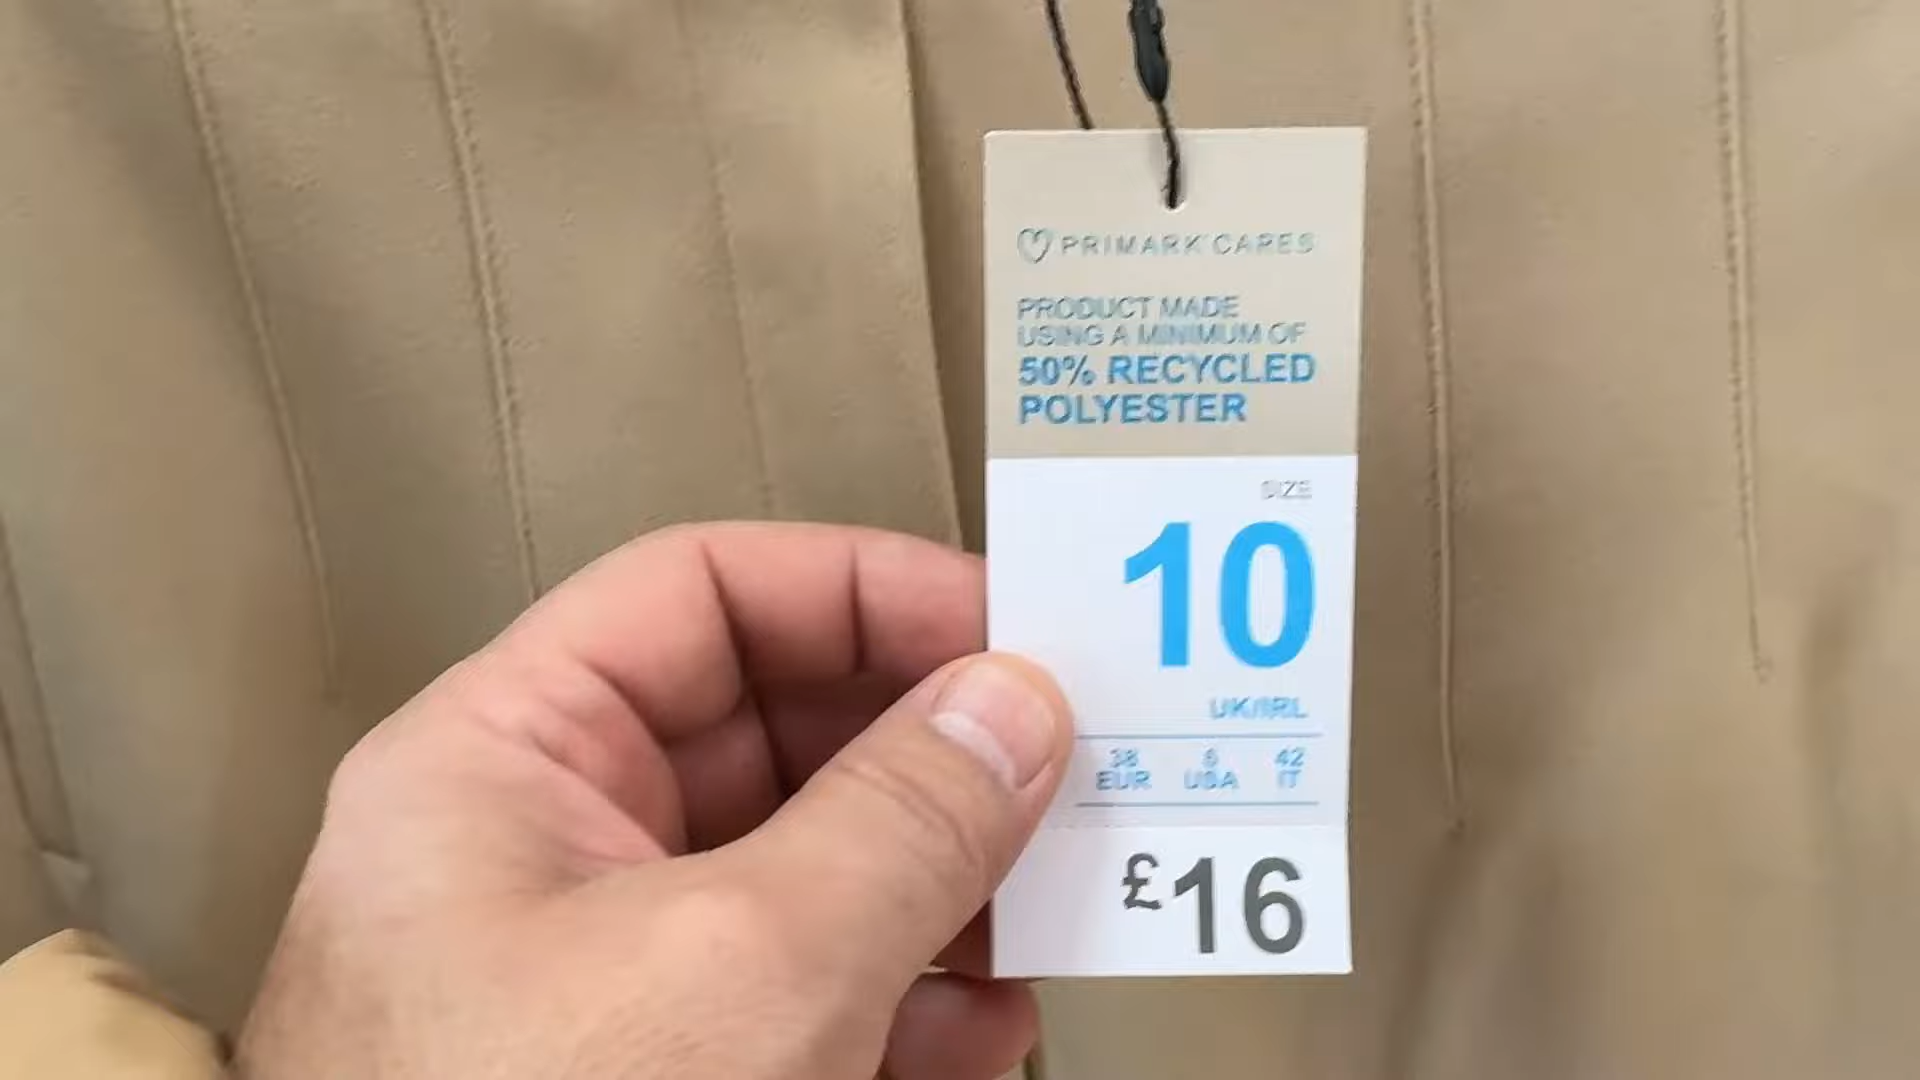 PRIMARK CARES
PRODUCT MADE
USING A MINIMUM OF
50% RECYCLED
POLYESTER
SIZE
10
UK/IRL
38 6 42
EUR USA IT
£16